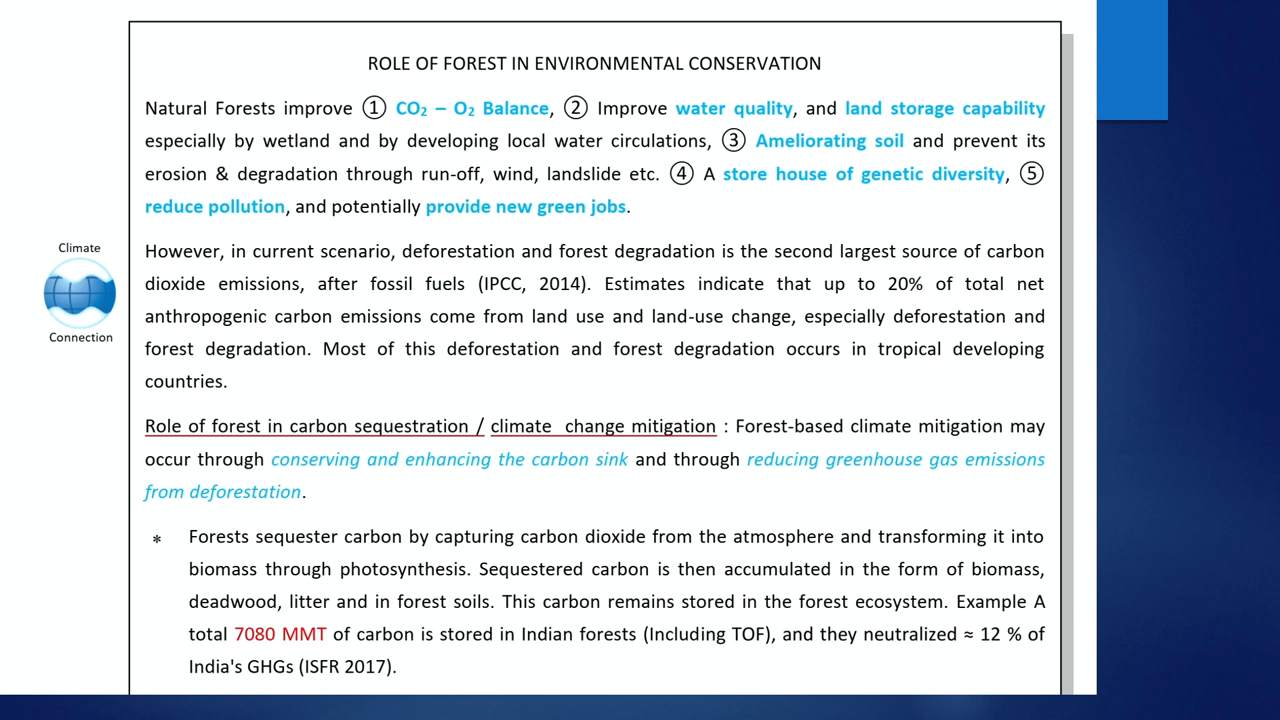 ROLE OF FOREST IN ENVIRONMENTAL CONSERVATION
Natural Forests improve ① CO₂ – O₂ Balance, ② Improve water quality, and land storage capability
especially by wetland and by developing local water circulations, ③ Ameliorating soil and prevent its
erosion & degradation through run-off, wind, landslide etc. ④ A store house of genetic diversity, ⑤
reduce pollution, and potentially provide new green jobs.
Climate
Connection
However, in current scenario, deforestation and forest degradation is the second largest source of carbon
dioxide emissions, after fossil fuels (IPCC, 2014). Estimates indicate that up to 20% of total net
anthropogenic carbon emissions come from land use and land-use change, especially deforestation and
forest degradation. Most of this deforestation and forest degradation occurs in tropical developing
countries.
Role of forest in carbon sequestration / climate change mitigation : Forest-based climate mitigation may
occur through conserving and enhancing the carbon sink and through reducing greenhouse gas emissions
from deforestation.
* Forests sequester carbon by capturing carbon dioxide from the atmosphere and transforming it into
biomass through photosynthesis. Sequestered carbon is then accumulated in the form of biomass,
deadwood, litter and in forest soils. This carbon remains stored in the forest ecosystem. Example A
total 7080 MMT of carbon is stored in Indian forests (Including TOF), and they neutralized ≈ 12 % of
India's GHGs (ISFR 2017).